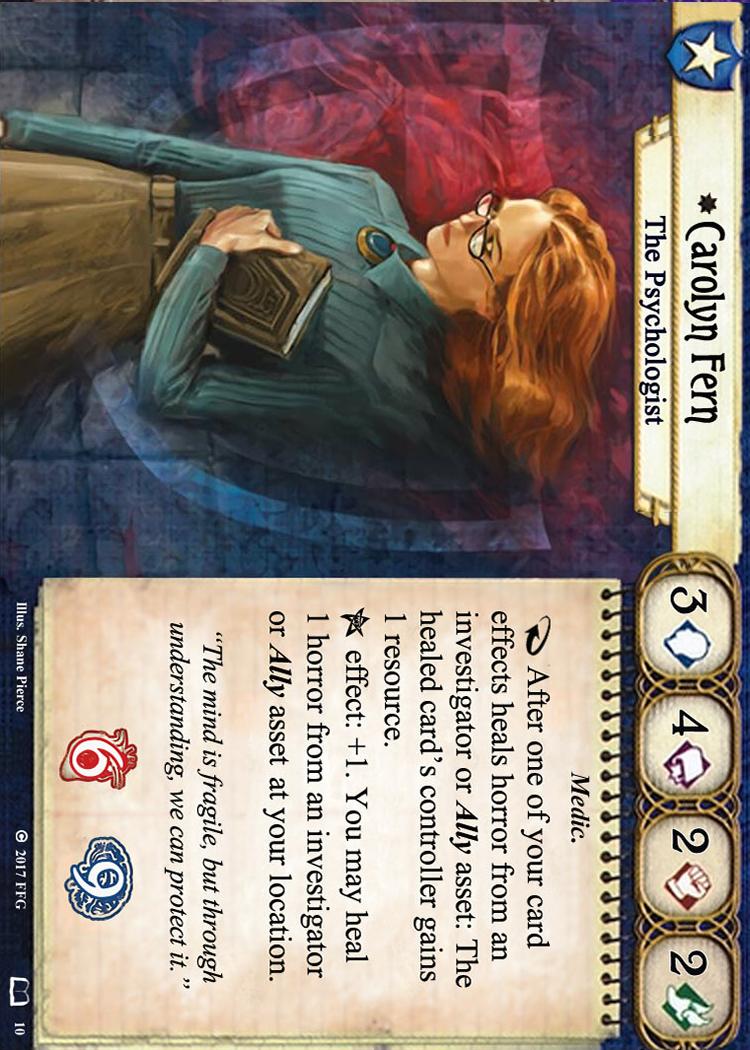 Carolyn Fern
The Psychologist
3 4 2 2
Medic.
After one of your card
effects heals horror from an
investigator or Ally asset: The
healed card's controller gains
1 resource.
effect: +1. You may heal
1 horror from an investigator
or Ally asset at your location.
“The mind is fragile, but through
understanding, we can protect it.”
6 9
Illus. Shane Pierce © 2017 FFG 10